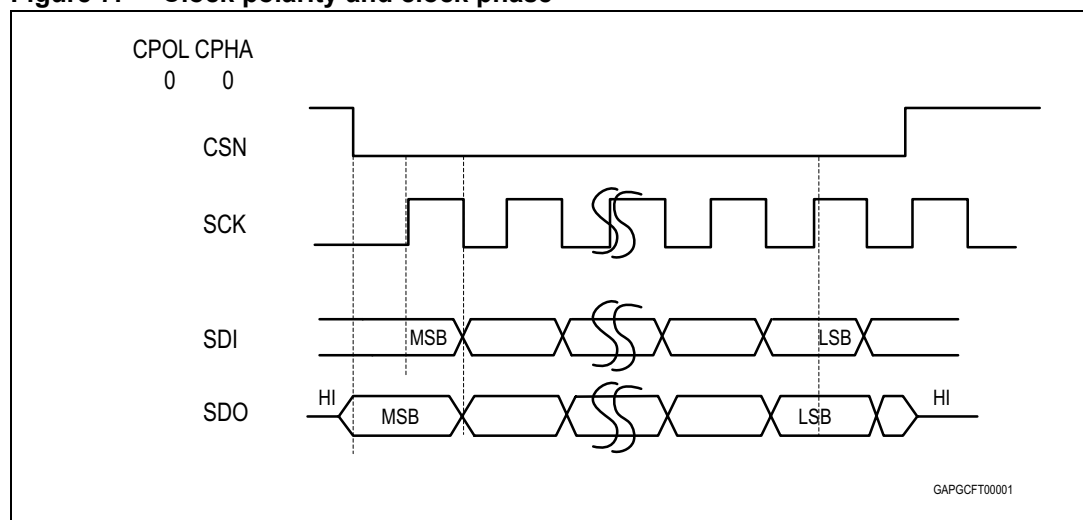 Figure 1. Clock polarity and clock phase
CPOL CPHA
0 0
CSN
SCK
SDI
MSB
LSB
SDO
HI
MSB
LSB
HI
GAPGCFT00001